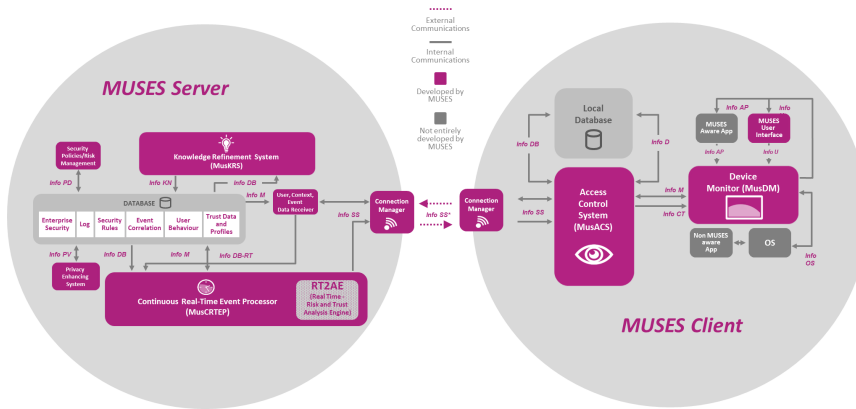 External
Communications
Internal
Communications
Developed by
MUSES
Not entirely
developed by
MUSES
MUSES Server
Security
Policies/Risk
Management
Knowledge Refinement System
(MusKRS)
Info PD
Info KN
Info DB
DATABASE
Info M
User, Context,
Event
Data Receiver
Enterprise
Security
Log
Security
Rules
Event
Correlation
User
Behaviour
Trust Data
and
Profiles
Info SS
Info PV
Info DB
Info M
Info DB-RT
Privacy
Enhancing
System
Continuous Real-Time Event Processor
(MusCRTEP)
RT2AE
(Real Time -
Risk and Trust
Analysis Engine)
Connection
Manager
Info SS*
Connection
Manager
Info SS
Local
Database
Info DB
Info D
Access
Control
System
(MusACS)
Info AP
Info
MUSES
Aware App
MUSES
User
Interface
Info AP
Info U
Info M
Info CT
Device
Monitor (MusDM)
Non MUSES
aware
App
OS
Info
OS
MUSES Client